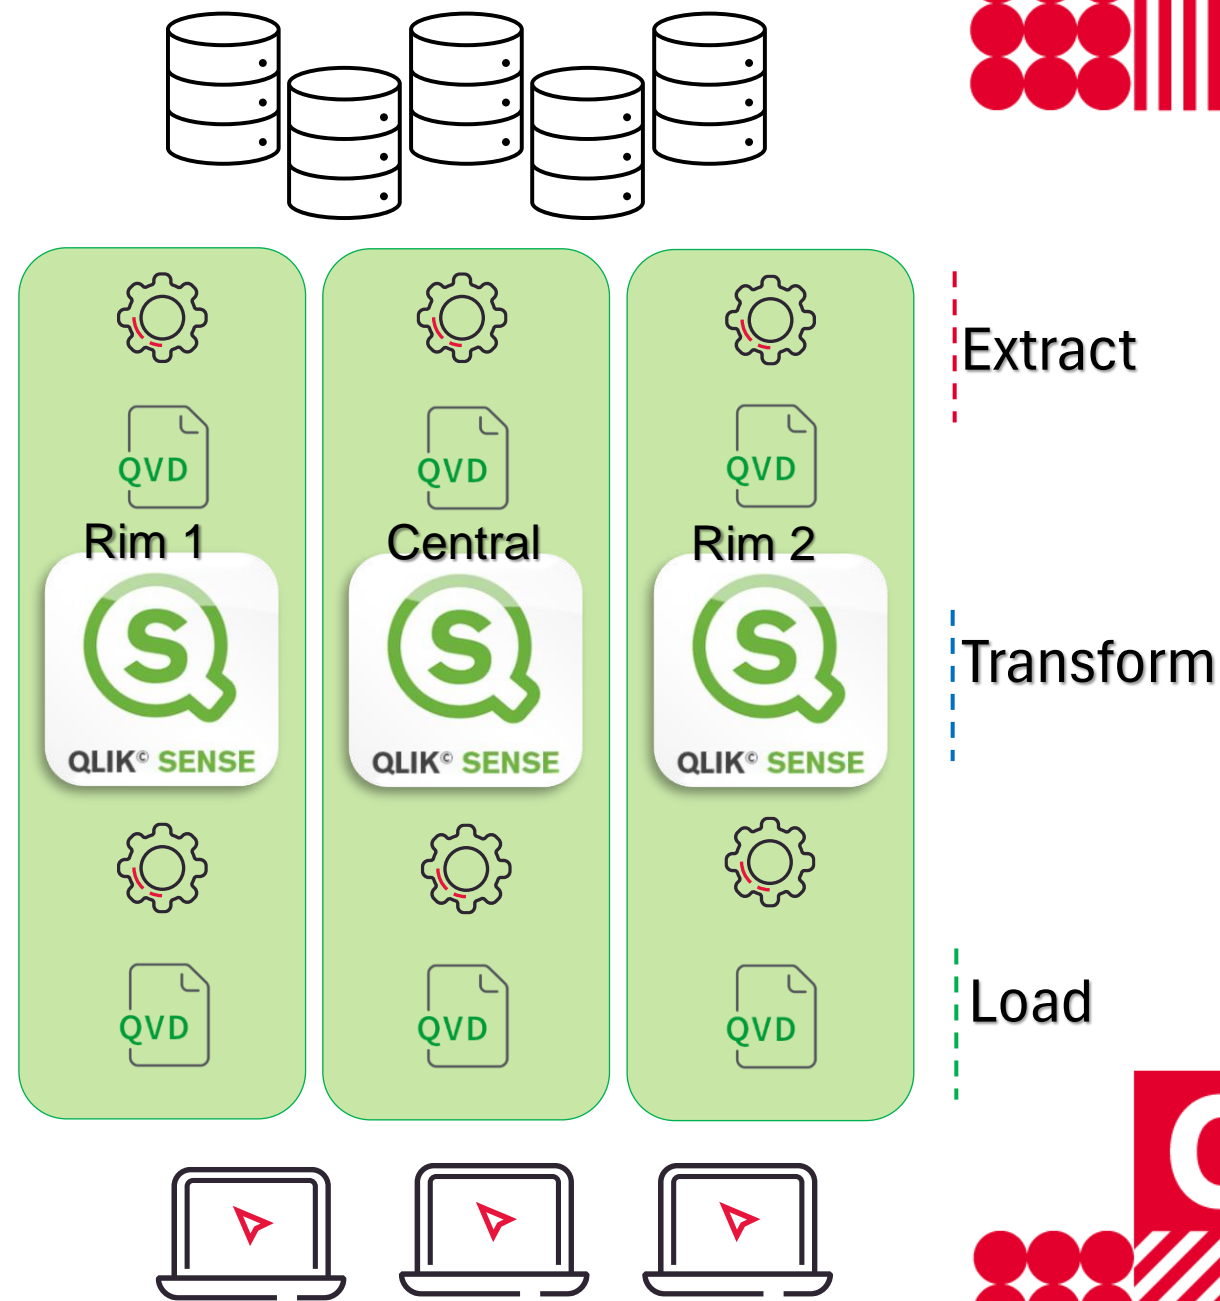 Extract
QVD QVD QVD
Rim 1 Central Rim 2
S S S
Transform
QLIK© SENSE QLIK© SENSE QLIK© SENSE
Load
QVD QVD QVD